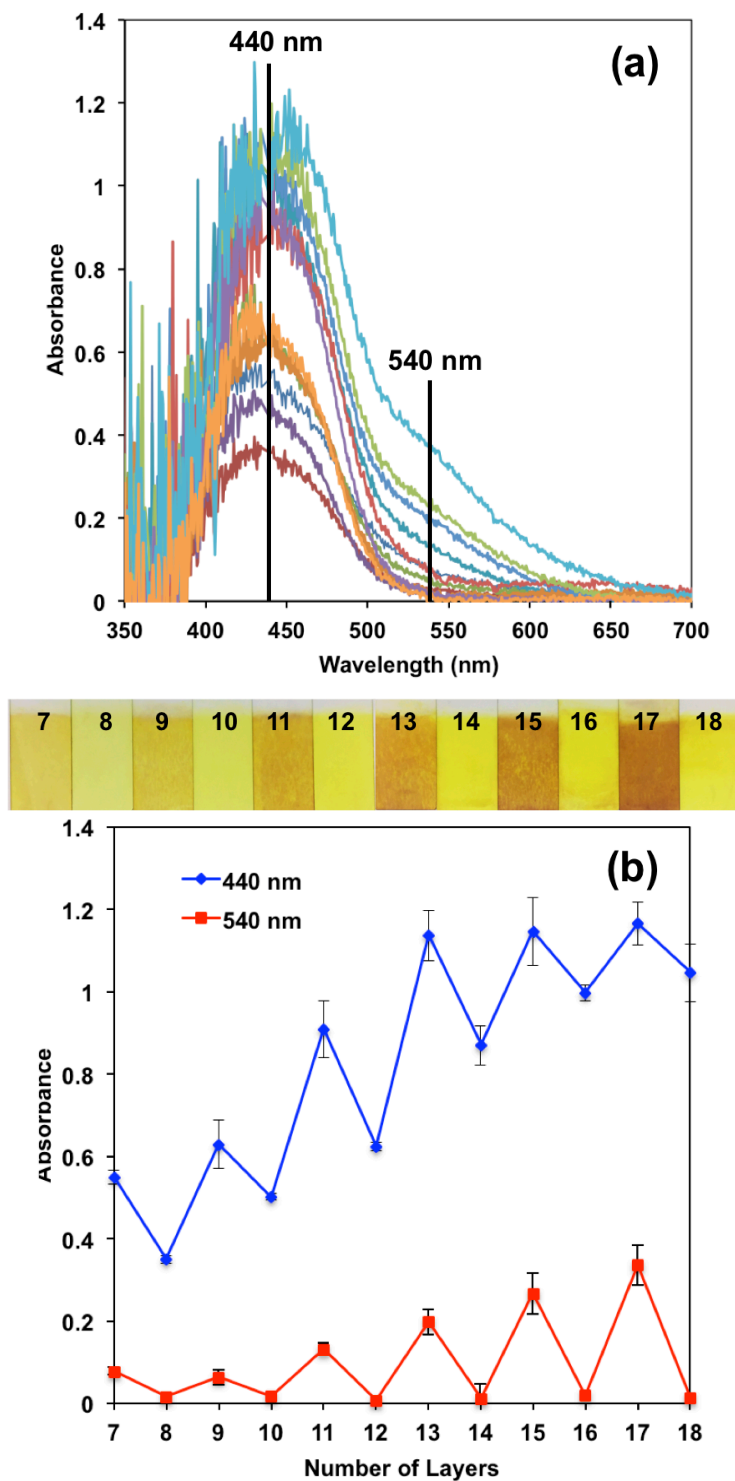 1.4
440 nm
(a)
1.2
1
0.8
Absorbance
0.6
540 nm
0.4
0.2
0
350 400 450 500 550 600 650 700
Wavelength (nm)
7 8 9 10 11 12 13 14 15 16 17 18
1.4
(b)
440 nm
540 nm
1.2
1
0.8
Absorbance
0.6
0.4
0.2
0
7 8 9 10 11 12 13 14 15 16 17 18
Number of Layers